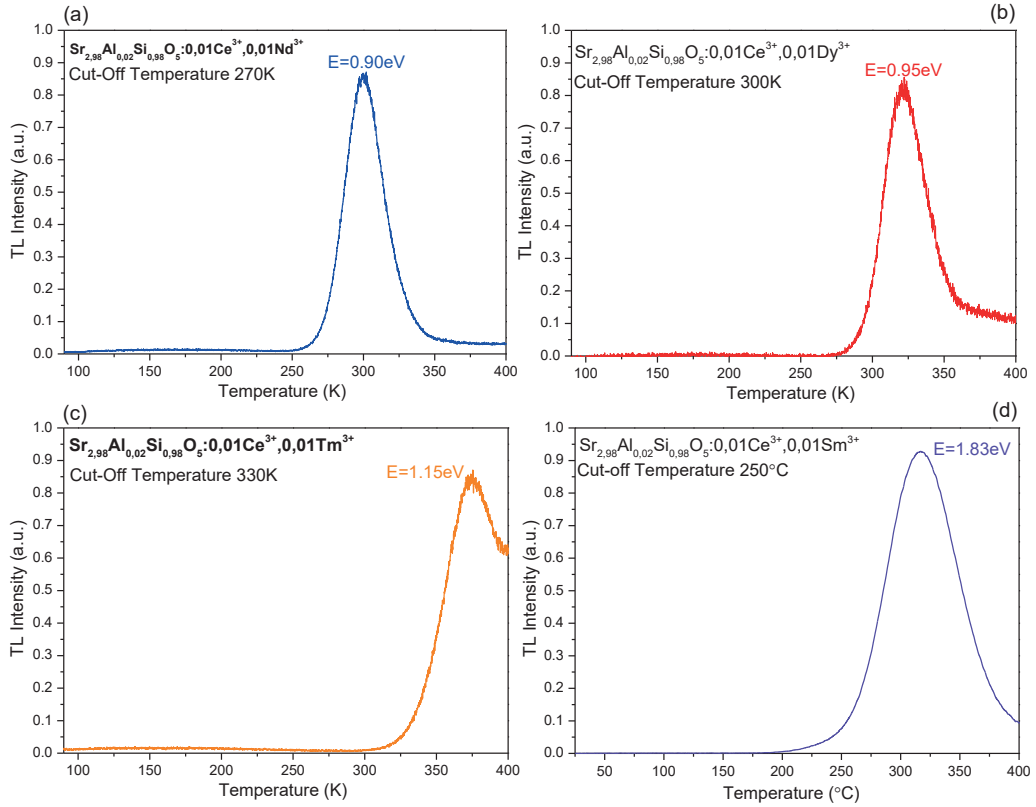 (a)
Sr2,98Al0,02Si0,98O5:0,01Ce3+,0,01Nd3+
Cut-Off Temperature 270K
E=0.90eV
TL Intensity (a.u.)
1.0
0.9
0.8
0.7
0.6
0.5
0.4
0.3
0.2
0.1
0.0
100 150 200 250 300 350 400
Temperature (K)
(b)
Sr2,98Al0,02Si0,98O5:0,01Ce3+,0,01Dy3+
Cut-Off Temperature 300K
E=0.95eV
TL Intensity (a.u.)
1.0
0.9
0.8
0.7
0.6
0.5
0.4
0.3
0.2
0.1
0.0
100 150 200 250 300 350 400
Temperature (K)
(c)
Sr2,98Al0,02Si0,98O5:0,01Ce3+,0,01Tm3+
Cut-Off Temperature 330K
E=1.15eV
TL Intensity (a.u.)
1.0
0.9
0.8
0.7
0.6
0.5
0.4
0.3
0.2
0.1
0.0
100 150 200 250 300 350 400
Temperature (K)
(d)
Sr2,98Al0,02Si0,98O5:0,01Ce3+,0,01Sm3+
Cut-off Temperature 250°C
E=1.83eV
TL Intensity (a.u.)
1.0
0.9
0.8
0.7
0.6
0.5
0.4
0.3
0.2
0.1
0.0
50 100 150 200 250 300 350 400
Temperature (°C)